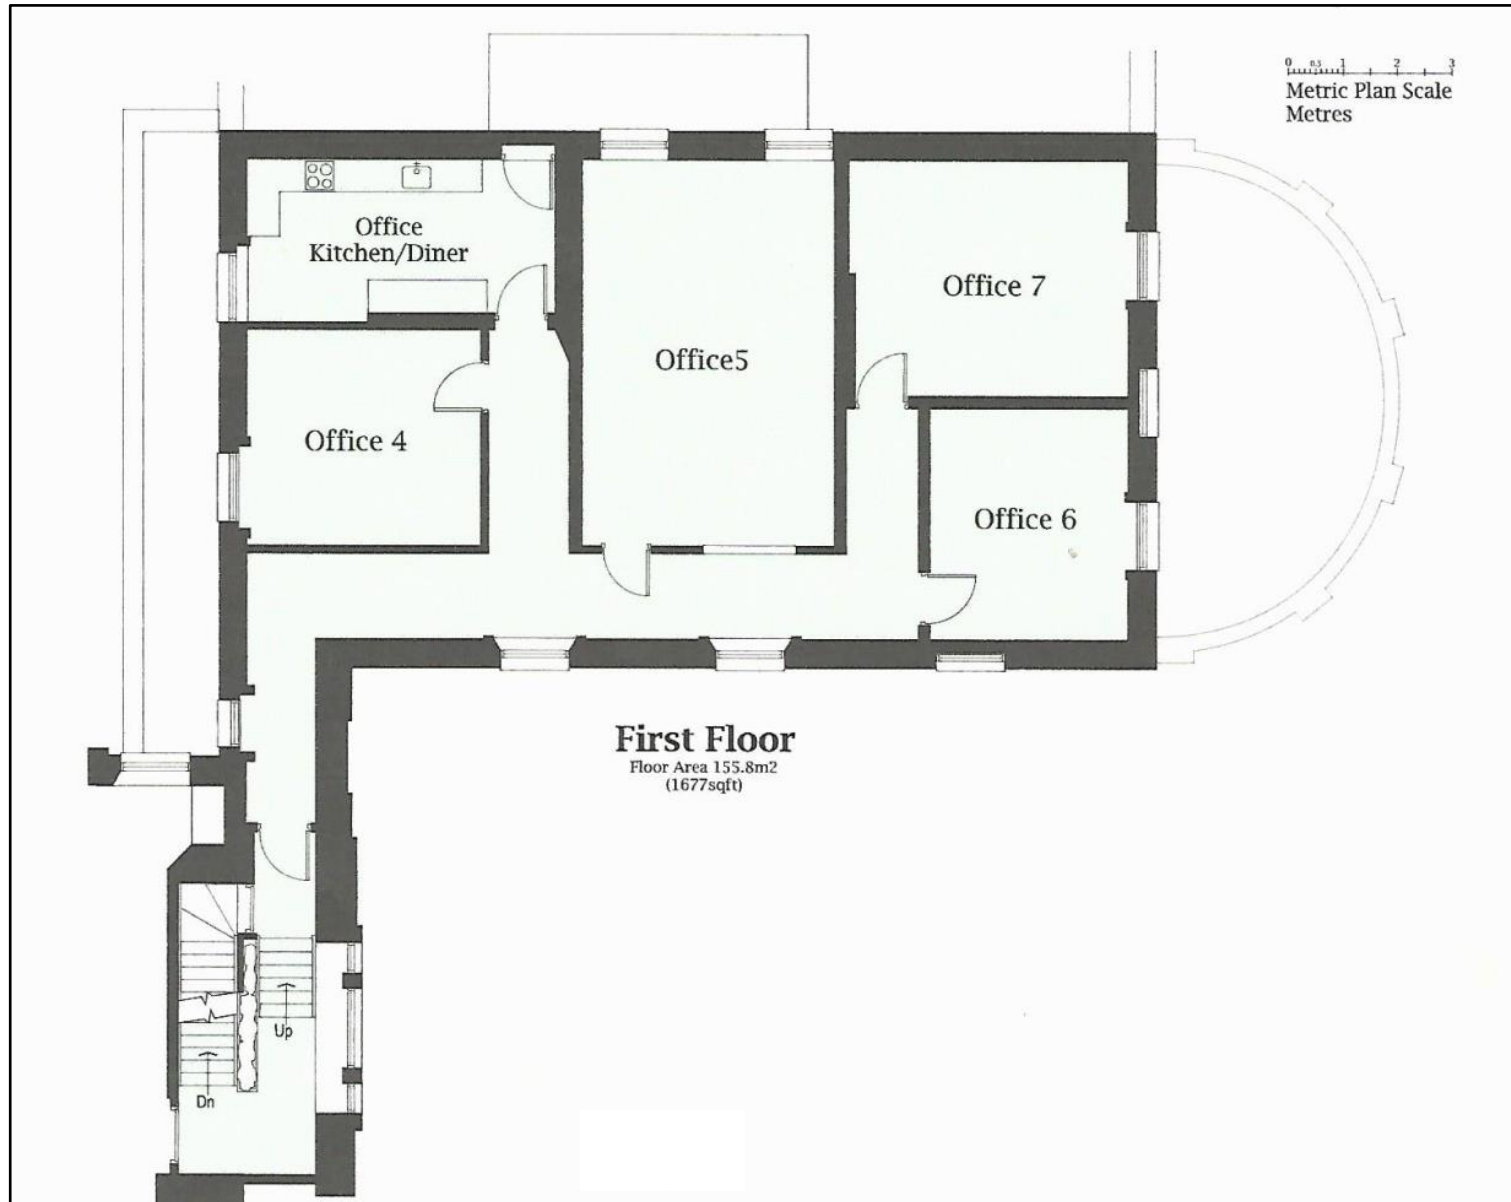 0 0.5 1 2 3
Metric Plan Scale
Metres
Office
Kitchen/Diner
Office 7
Office5
Office 4
Office 6
First Floor
Floor Area 155.8m2
(1677sqft)
Up
Dn